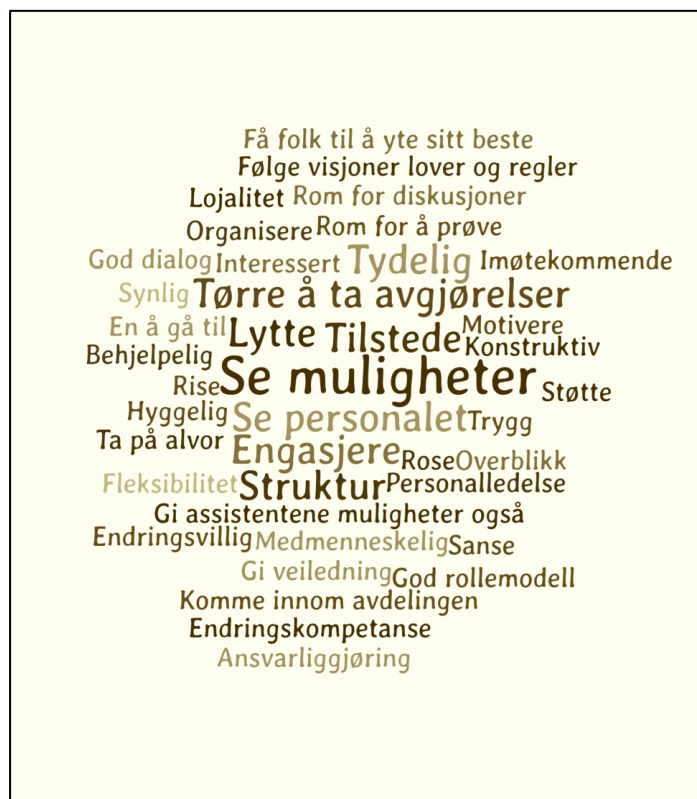 Få folk til å yte sitt beste
Følge visjoner lover og regler
Lojalitet Rom for diskusjoner
Organisere Rom for å prøve
God dialog Interessert Tydelig Imøtekommende
Synlig Tørre å ta avgjørelser
En å gå til Lytte Tilstede Motivere
Behjelpelig Konstruktiv
Rise Se muligheter Støtte
Hyggelig Se personalet Trygg
Ta på alvor Engasjere Rose Overblikk
Fleksibilitet Struktur Personalledelse
Gi assistentene muligheter også
Endringsvillig Medmenneskelig Sanse
Gi veiledning God rollemodell
Komme innom avdelingen
Endringskompetanse
Ansvarliggjøring